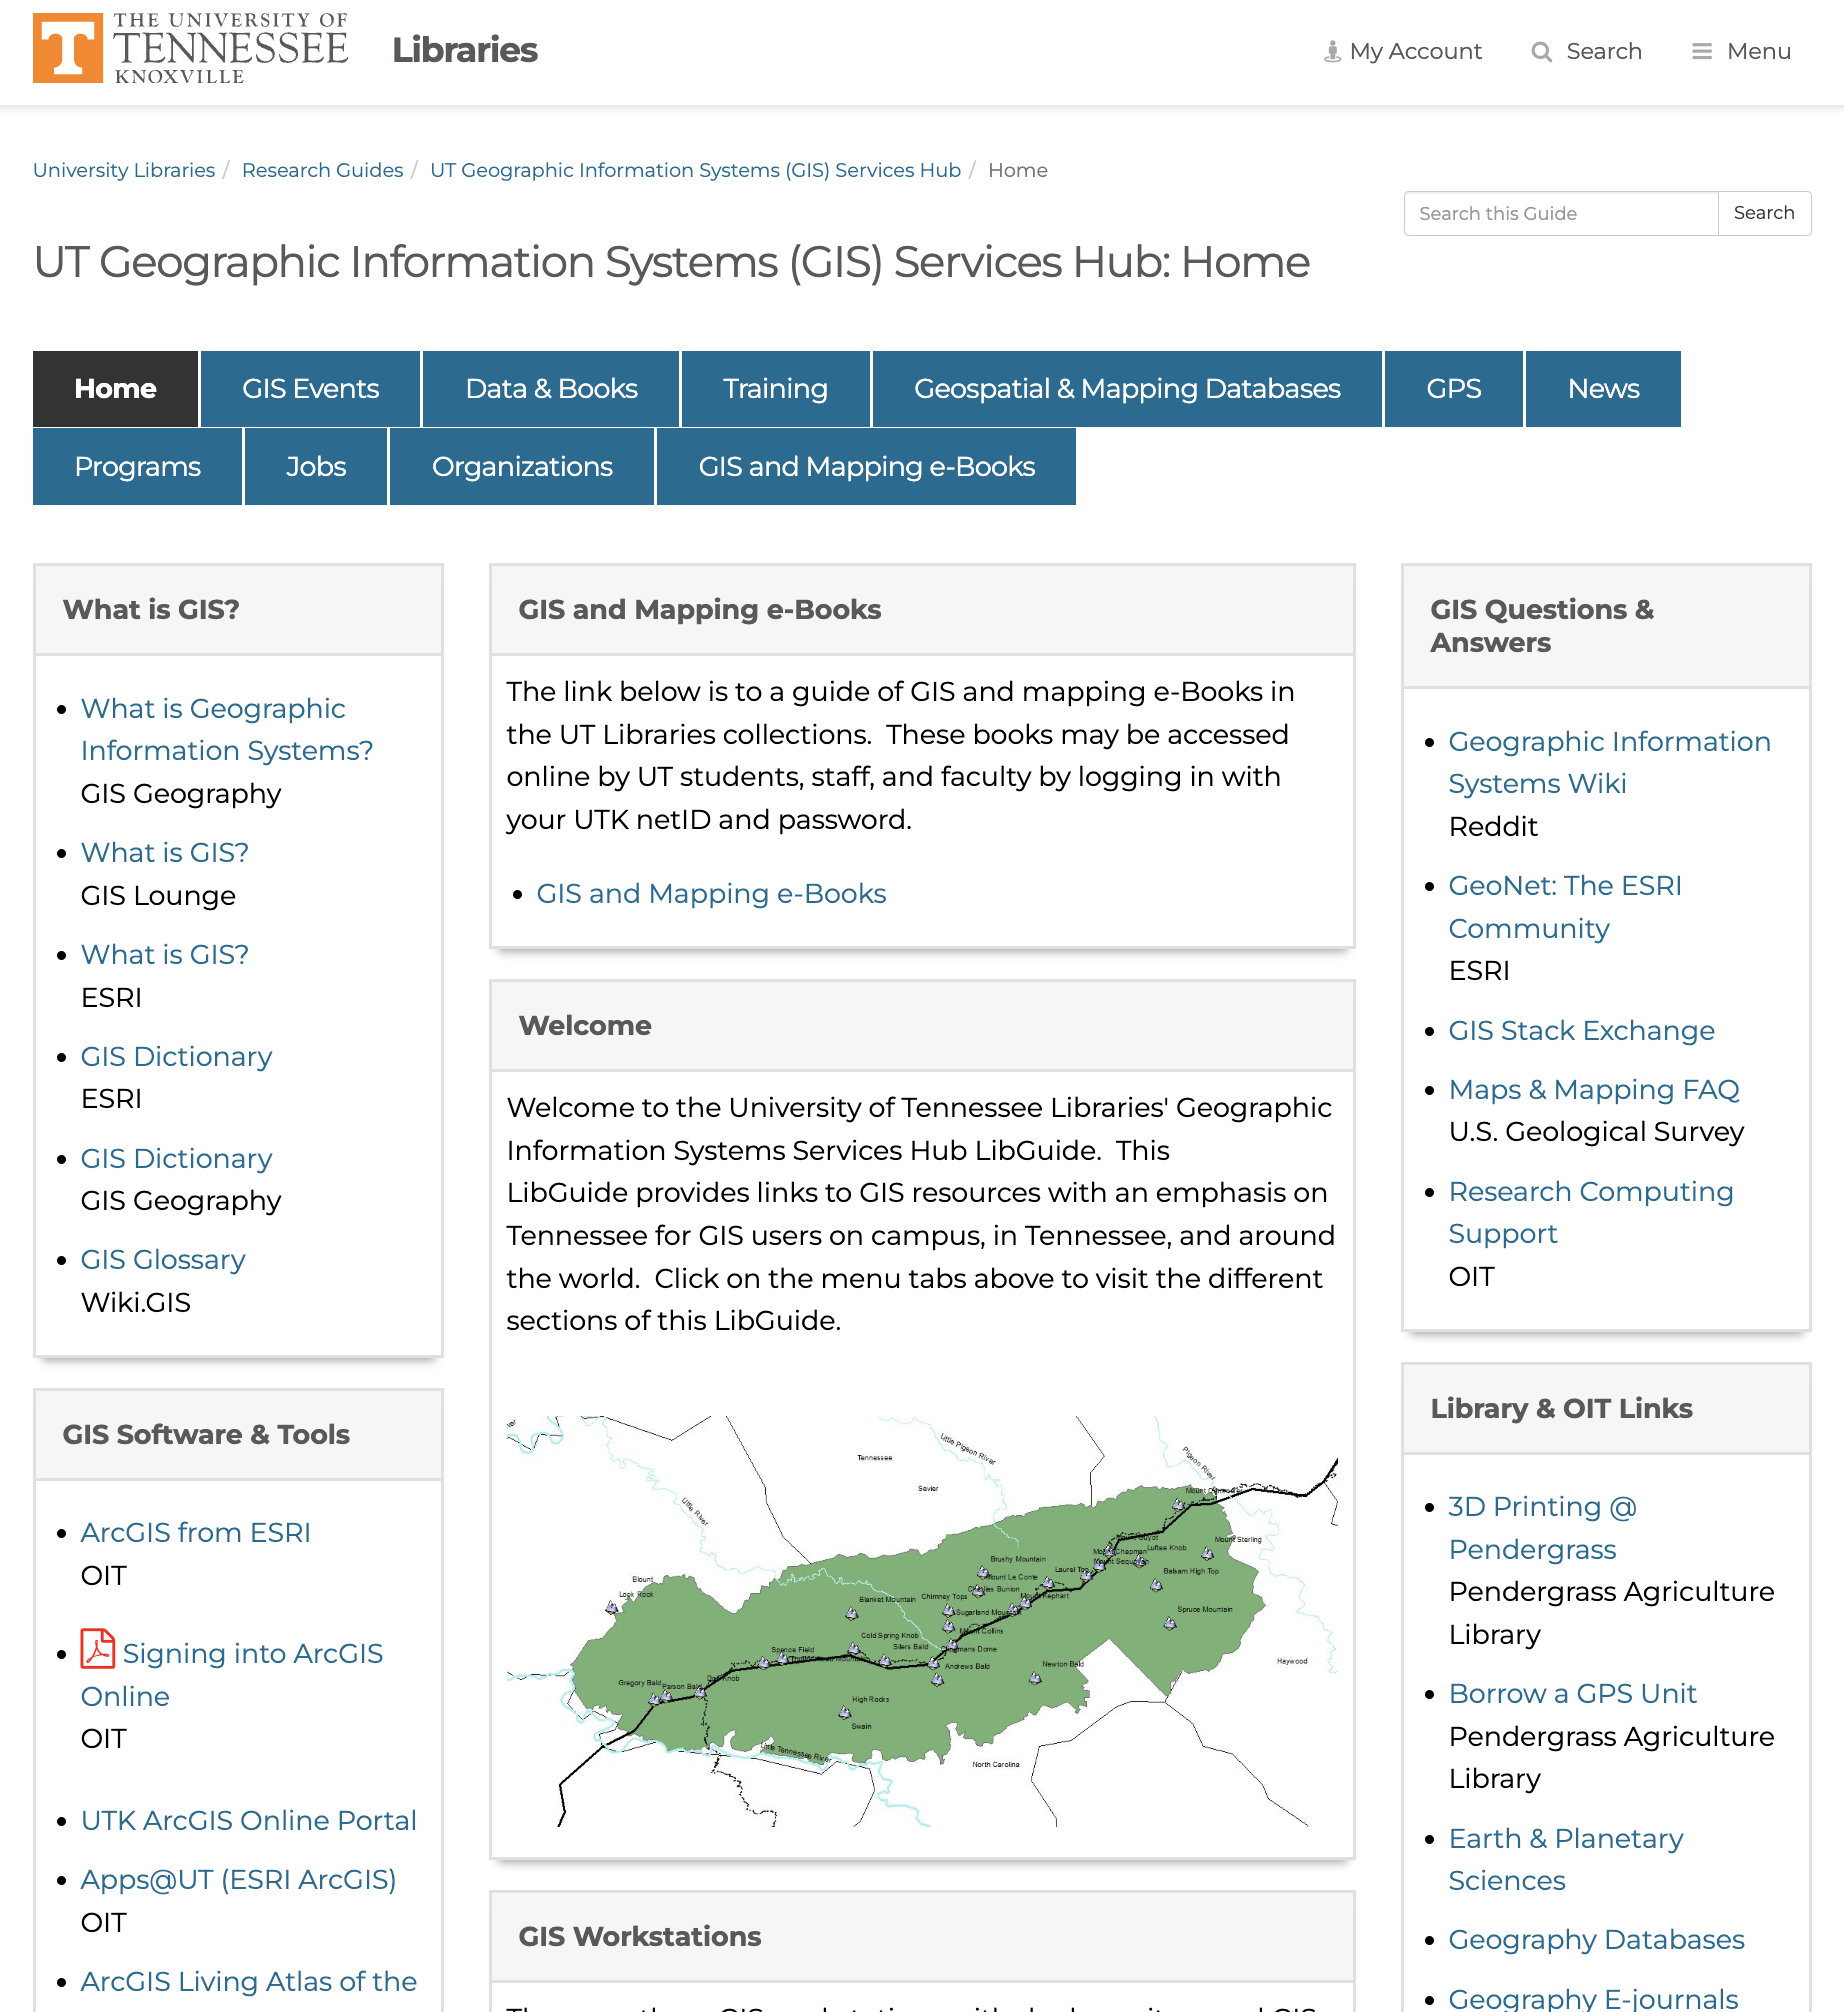 THE UNIVERSITY OF
TENNESSEE
KNOXVILLE
Libraries
My Account
Search
Menu
University Libraries / Research Guides / UT Geographic Information Systems (GIS) Services Hub / Home
Search this Guide
Search
UT Geographic Information Systems (GIS) Services Hub: Home
Home
GIS Events
Data & Books
Training
Geospatial & Mapping Databases
GPS
News
Programs
Jobs
Organizations
GIS and Mapping e-Books
What is GIS?
What is Geographic
Information Systems?
GIS Geography
What is GIS?
GIS Lounge
What is GIS?
ESRI
GIS Dictionary
ESRI
GIS Dictionary
GIS Geography
GIS Glossary
Wiki.GIS
GIS Software & Tools
ArcGIS from ESRI
OIT
Signing into ArcGIS
Online
OIT
UTK ArcGIS Online Portal
Apps@UT (ESRI ArcGIS)
OIT
ArcGIS Living Atlas of the
GIS and Mapping e-Books
The link below is to a guide of GIS and mapping e-Books in
the UT Libraries collections.  These books may be accessed
online by UT students, staff, and faculty by logging in with
your UTK netID and password.
GIS and Mapping e-Books
Welcome
Welcome to the University of Tennessee Libraries' Geographic
Information Systems Services Hub LibGuide.  This
LibGuide provides links to GIS resources with an emphasis on
Tennessee for GIS users on campus, in Tennessee, and around
the world.  Click on the menu tabs above to visit the different
sections of this LibGuide.
Little Pigeon River
Pigeon River
Tennessee
Sevier
Little River
Mount Sterling
Luftee Knob
Brushy Mountain
Balsam High Top
Mount Le Conte
Laurel Top
Blount
Look Rock
Chimney Tops
Blanket Mountain
Spruce Mountain
Cold Spring Knob
Mount Collins
Silers Bald
Spence Field
Andrews Bald
Newton Bald
Haywood
Gregory Bald
Parson Bald
High Rocks
Swain
Little Tennessee River
North Carolina
GIS Workstations
GIS Questions &
Answers
Geographic Information
Systems Wiki
Reddit
GeoNet: The ESRI
Community
ESRI
GIS Stack Exchange
Maps & Mapping FAQ
U.S. Geological Survey
Research Computing
Support
OIT
Library & OIT Links
3D Printing @
Pendergrass
Pendergrass Agriculture
Library
Borrow a GPS Unit
Pendergrass Agriculture
Library
Earth & Planetary
Sciences
Geography Databases
Geography E-journals